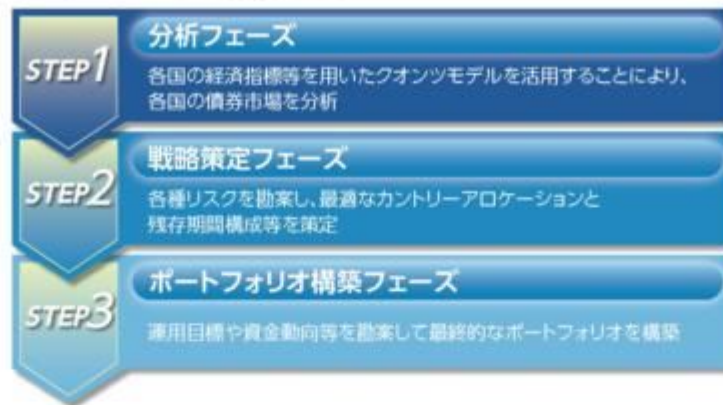 STEP1
分析フェーズ
各国の経済指標等を用いたクオンツモデルを活用することにより、
各国の債券市場を分析
STEP2
戦略策定フェーズ
各種リスクを勘案し、最適なカントリーアロケーションと
残存期間構成等を策定
STEP3
ポートフォリオ構築フェーズ
運用目標や資金動向等を勘案して最終的なポートフォリオを構築